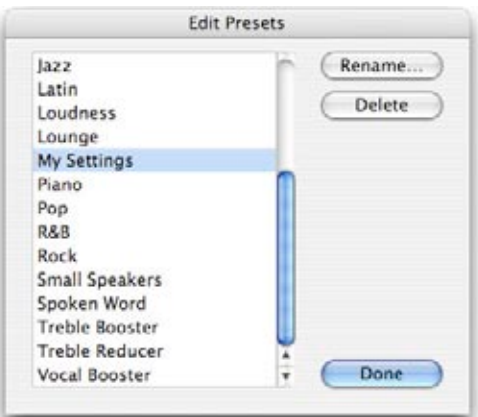 Edit Presets
Jazz
Latin
Loudness
Lounge
My Settings
Piano
Pop
R&B
Rock
Small Speakers
Spoken Word
Treble Booster
Treble Reducer
Vocal Booster
Rename...
Delete
Done